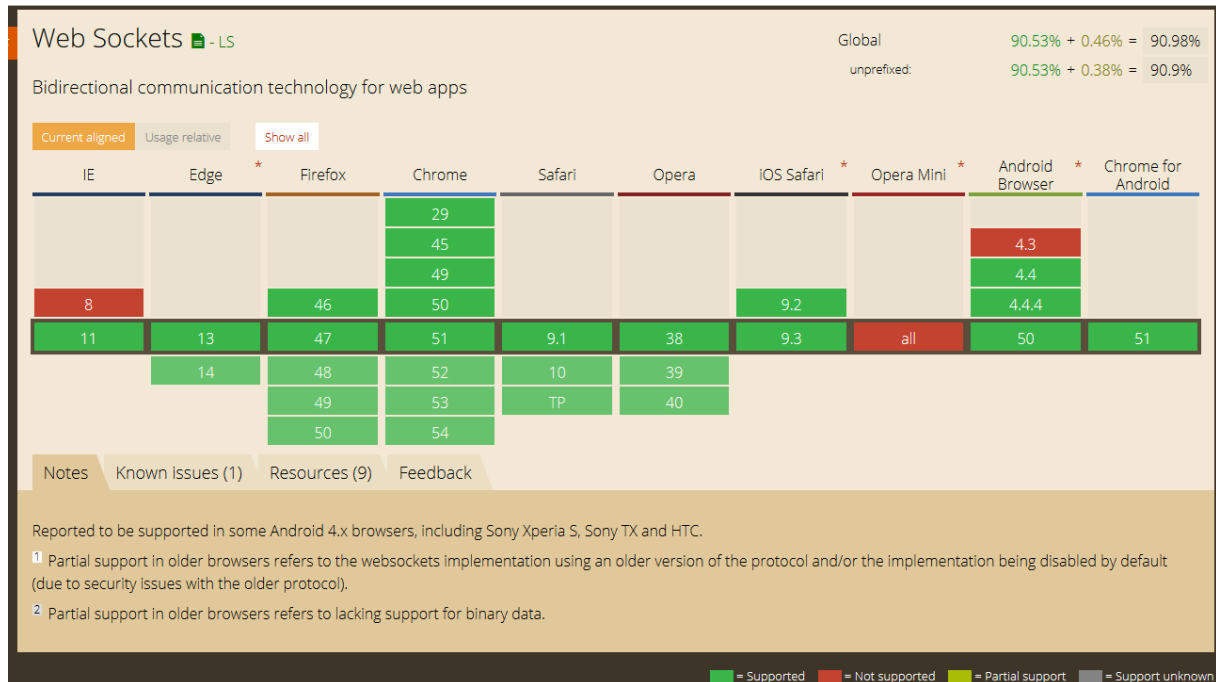 Web Sockets - LS
Global 90.53% + 0.46% = 90.98%
unprefixed: 90.53% + 0.38% = 90.9%
Bidirectional communication technology for web apps
Current aligned Usage relative Show all
IE Edge * Firefox Chrome Safari Opera iOS Safari * Opera Mini * Android Browser * Chrome for Android
29
45 4.3
49 4.4
8 46 50 9.2 4.4.4
11 13 47 51 9.1 38 9.3 all 50 51
14 48 52 10 39
49 53 TP 40
50 54
Notes Known issues (1) Resources (9) Feedback
Reported to be supported in some Android 4.x browsers, including Sony Xperia S, Sony TX and HTC.
1 Partial support in older browsers refers to the websockets implementation using an older version of the protocol and/or the implementation being disabled by default
(due to security issues with the older protocol).
2 Partial support in older browsers refers to lacking support for binary data.
= Supported = Not supported = Partial support = Support unknown